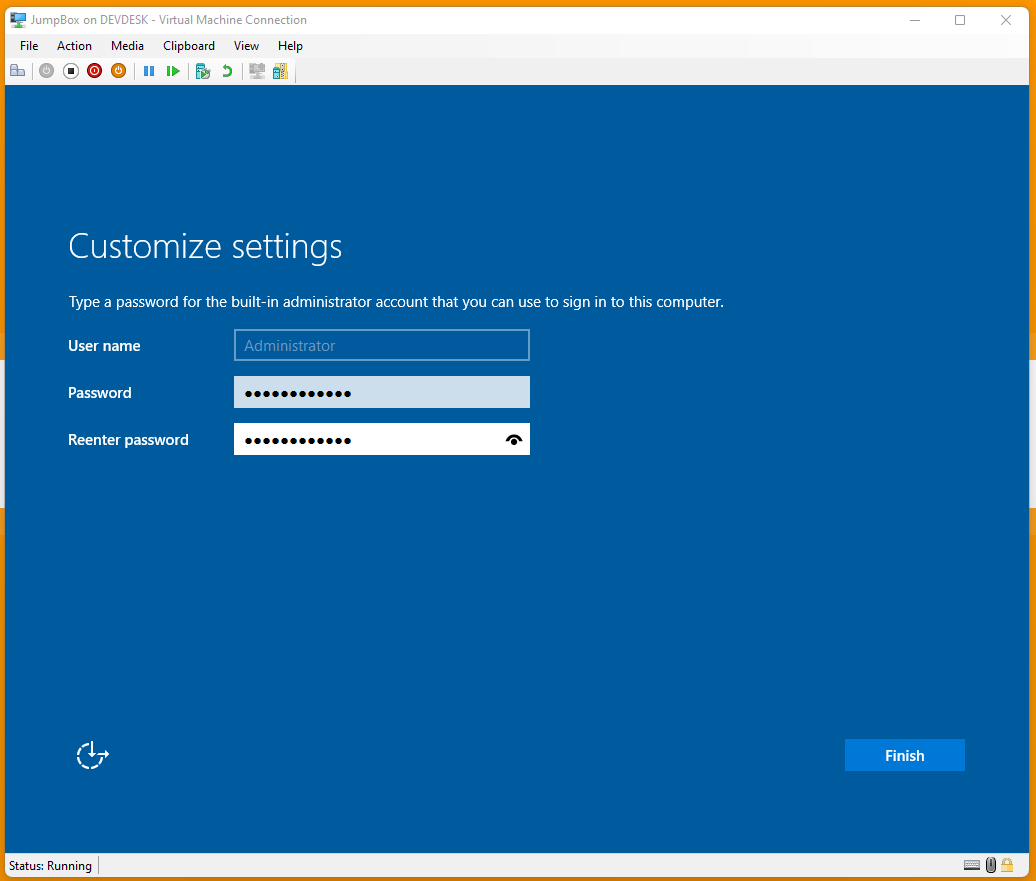 JumpBox on DEVDESK - Virtual Machine Connection
File Action Media Clipboard View Help
Customize settings
Type a password for the built-in administrator account that you can use to sign in to this computer.
User name Administrator
Password ●●●●●●●●●●●●
Reenter password ●●●●●●●●●●●●
Finish
Status: Running